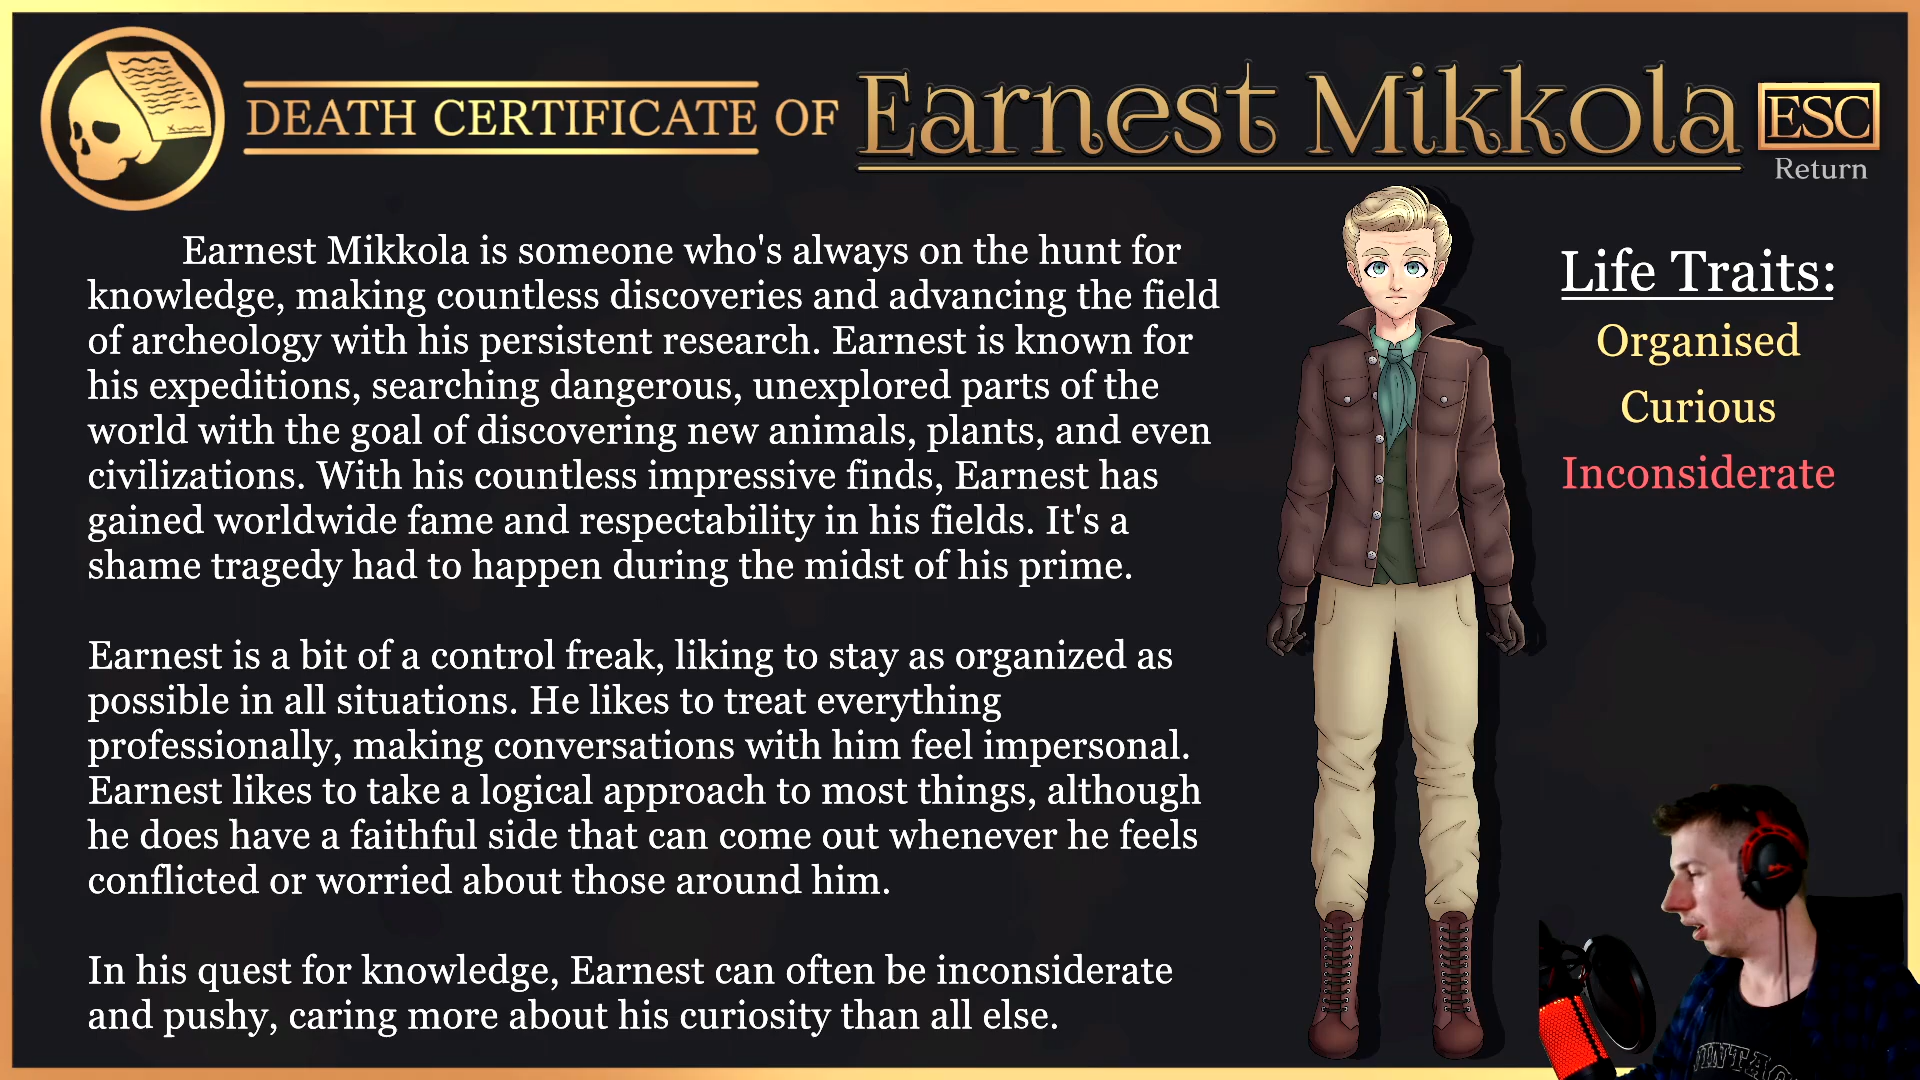 DEATH CERTIFICATE OF Earnest Mikkola
ESC
Return
Earnest Mikkola is someone who's always on the hunt for
knowledge, making countless discoveries and advancing the field
of archeology with his persistent research. Earnest is known for
his expeditions, searching dangerous, unexplored parts of the
world with the goal of discovering new animals, plants, and even
civilizations. With his countless impressive finds, Earnest has
gained worldwide fame and respectability in his fields. It's a
shame tragedy had to happen during the midst of his prime.
Earnest is a bit of a control freak, liking to stay as organized as
possible in all situations. He likes to treat everything
professionally, making conversations with him feel impersonal.
Earnest likes to take a logical approach to most things, although
he does have a faithful side that can come out whenever he feels
conflicted or worried about those around him.
In his quest for knowledge, Earnest can often be inconsiderate
and pushy, caring more about his curiosity than all else.
Life Traits:
Organised
Curious
Inconsiderate